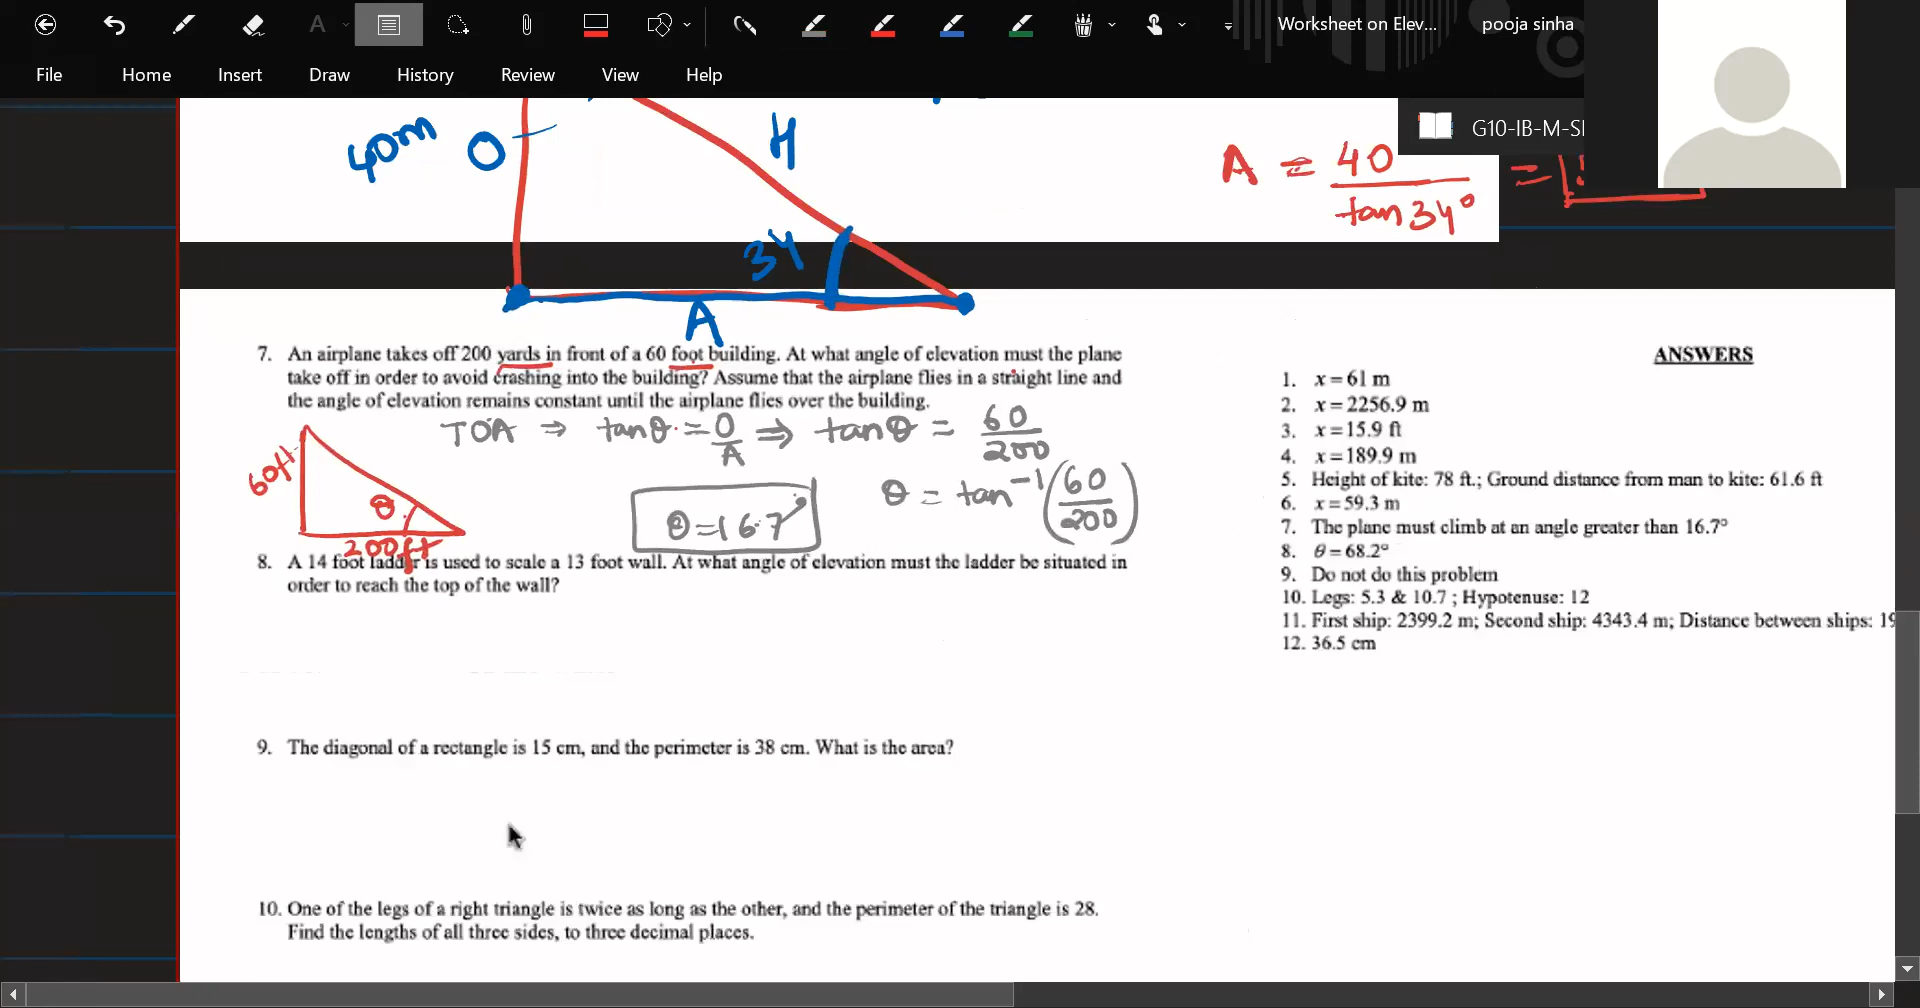 Worksheet on Elev... pooja sinha
File Home Insert Draw History Review View Help
G10-IB-M-SI
40m O H
A = 40 / tan 34° =
34
A
7. An airplane takes off 200 yards in front of a 60 foot building. At what angle of elevation must the plane
take off in order to avoid crashing into the building? Assume that the airplane flies in a straight line and
the angle of elevation remains constant until the airplane flies over the building.
TOA ⇒ tanθ = O/A ⇒ tanθ = 60/200
60ft θ
θ = tan⁻¹(60/200)
θ = 16.7°
200ft
8. A 14 foot ladder is used to scale a 13 foot wall. At what angle of elevation must the ladder be situated in
order to reach the top of the wall?
9. The diagonal of a rectangle is 15 cm, and the perimeter is 38 cm. What is the area?
10. One of the legs of a right triangle is twice as long as the other, and the perimeter of the triangle is 28.
Find the lengths of all three sides, to three decimal places.
ANSWERS
1. x = 61 m
2. x = 2256.9 m
3. x = 15.9 ft
4. x = 189.9 m
5. Height of kite: 78 ft.; Ground distance from man to kite: 61.6 ft
6. x = 59.3 m
7. The plane must climb at an angle greater than 16.7°
8. θ = 68.2°
9. Do not do this problem
10. Legs: 5.3 & 10.7 ; Hypotenuse: 12
11. First ship: 2399.2 m; Second ship: 4343.4 m; Distance between ships: 19
12. 36.5 cm